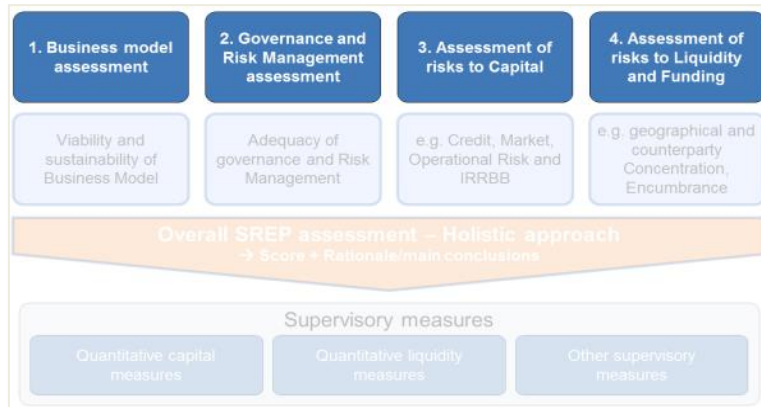 1. Business model
assessment
2. Governance and
Risk Management
assessment
3. Assessment of
risks to Capital
4. Assessment of
risks to Liquidity
and Funding
Viability and
sustainability of
Business Model
Adequacy of
governance and Risk
Management
e.g. Credit, Market,
Operational Risk and
IRRBB
e.g. geographical and
counterparty
Concentration,
Encumbrance
Overall SREP assessment – Holistic approach
→ Score + Rationale/main conclusions
Supervisory measures
Quantitative capital
measures
Quantitative liquidity
measures
Other supervisory
measures